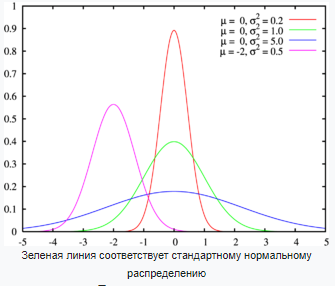 1
0.9
0.8
0.7
0.6
0.5
0.4
0.3
0.2
0.1
0
μ = 0, σ² = 0.2
μ = 0, σ² = 1.0
μ = 0, σ² = 5.0
μ = -2, σ² = 0.5
-5 -4 -3 -2 -1 0 1 2 3 4 5
Зеленая линия соответствует стандартному нормальному
распределению